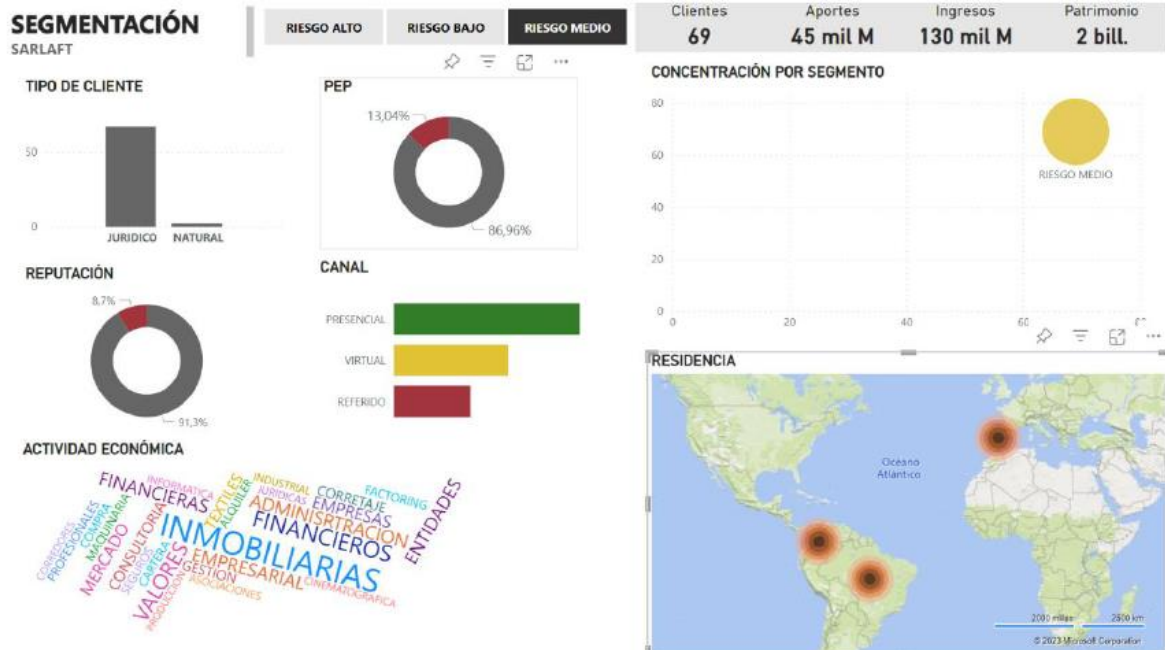 SEGMENTACIÓN
SARLAFT
RIESGO ALTO
RIESGO BAJO
RIESGO MEDIO
Clientes
69
Aportes
45 mil M
Ingresos
130 mil M
Patrimonio
2 bill.
TIPO DE CLIENTE
50
0
JURIDICO
NATURAL
PEP
13,04%
86,96%
CONCENTRACIÓN POR SEGMENTO
80
60
40
20
0
RIESGO MEDIO
0
20
40
60
REPUTACIÓN
8,7%
91,3%
CANAL
PRESENCIAL
VIRTUAL
REFERIDO
RESIDENCIA
Océano
Atlántico
2000 millas
2500 km
© 2023 Microsoft Corporation
ACTIVIDAD ECONÓMICA
CORREDORES
PROFESIONALES
COMPRA
MAQUINARIA
MERCADO
FINANCIERAS
INFORMATICA
CONSULTORIA
SEGUROS
CARTERA
VALORES
PRODUCCION
TEXTILES
ALQUILER
INDUSTRIAL
JURIDICAS
CORRETAJE
FACTORING
EMPRESAS
ADMINISRTRACION
FINANCIEROS
INMOBILIARIAS
EMPRESARIAL
GESTION
ASOCIACIONES
CINEMATOGRAFICA
ENTIDADES